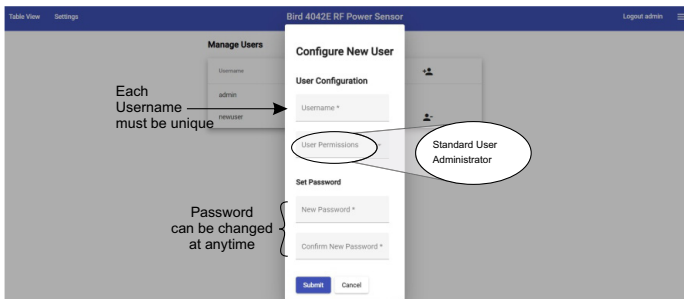 Table View Settings Bird 4042E RF Power Sensor Logout admin
Manage Users
Username
admin
newuser
Configure New User
User Configuration
Username *
User Permissions
Set Password
New Password *
Confirm New Password *
Submit Cancel
Each
Username
must be unique
Standard User
Administrator
Password
can be changed
at anytime